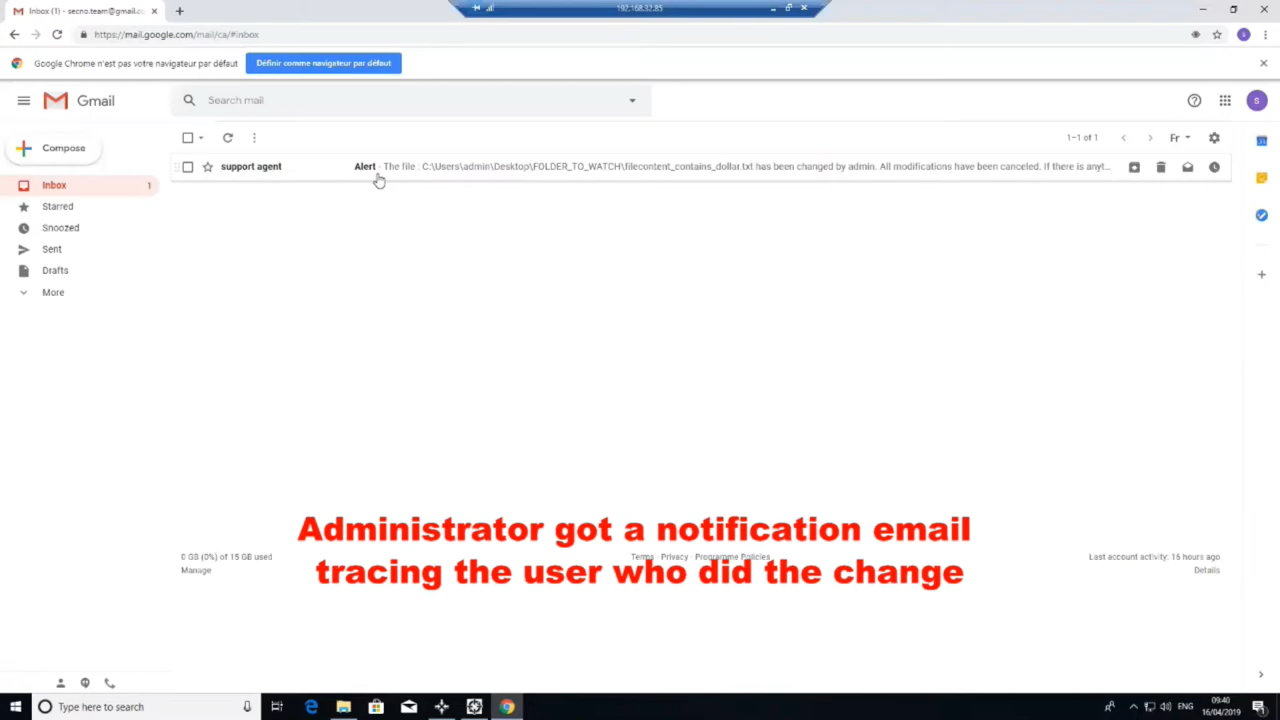 Inbox (1) - secno.team@gmail.co
192.168.32.85
https://mail.google.com/mail/ca/#inbox
Google Chrome n'est pas votre navigateur par défaut
Définir comme navigateur par défaut
Gmail
Search mail
Compose
1–1 of 1
Fr
support agent
Alert - The file : C:\Users\admin\Desktop\FOLDER_TO_WATCH\filecontent_contains_dollar.txt has been changed by admin. All modifications have been canceled. If there is anyt...
Inbox 1
Starred
Snoozed
Sent
Drafts
More
Administrator got a notification email
tracing the user who did the change
0 GB (0%) of 15 GB used
Manage
Terms · Privacy · Programme Policies
Last account activity: 16 hours ago
Details
Type here to search
ENG
09:40
16/04/2019